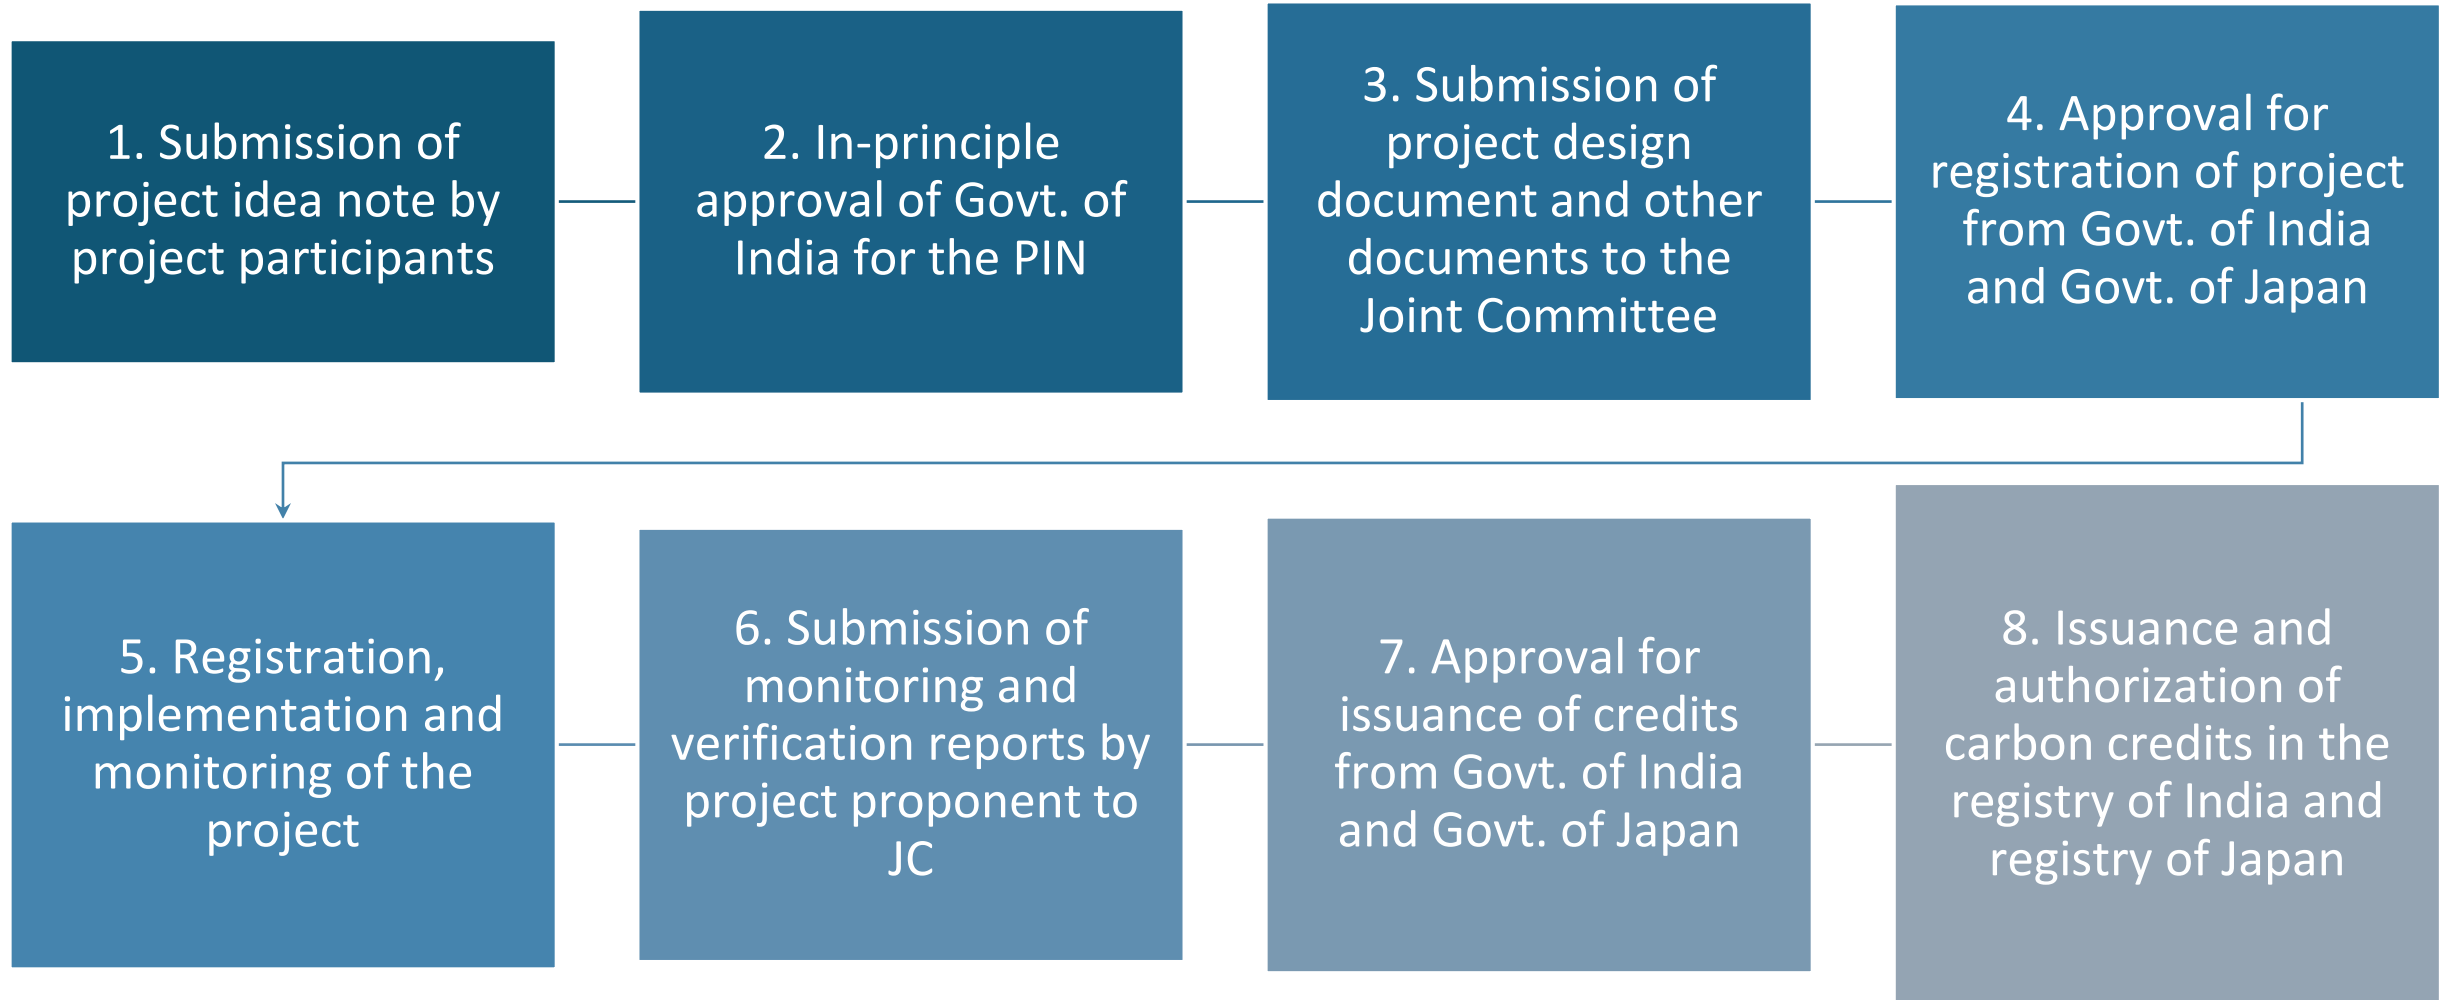 1. Submission of
project idea note by
project participants
2. In-principle
approval of Govt. of
India for the PIN
3. Submission of
project design
document and other
documents to the
Joint Committee
4. Approval for
registration of project
from Govt. of India
and Govt. of Japan
5. Registration,
implementation and
monitoring of the
project
6. Submission of
monitoring and
verification reports by
project proponent to
JC
7. Approval for
issuance of credits
from Govt. of India
and Govt. of Japan
8. Issuance and
authorization of
carbon credits in the
registry of India and
registry of Japan